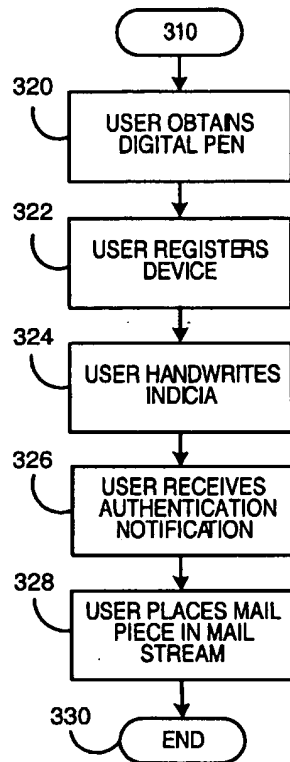 310
320
USER OBTAINS
DIGITAL PEN
322
USER REGISTERS
DEVICE
324
USER HANDWRITES
INDICIA
326
USER RECEIVES
AUTHENTICATION
NOTIFICATION
328
USER PLACES MAIL
PIECE IN MAIL
STREAM
330
END